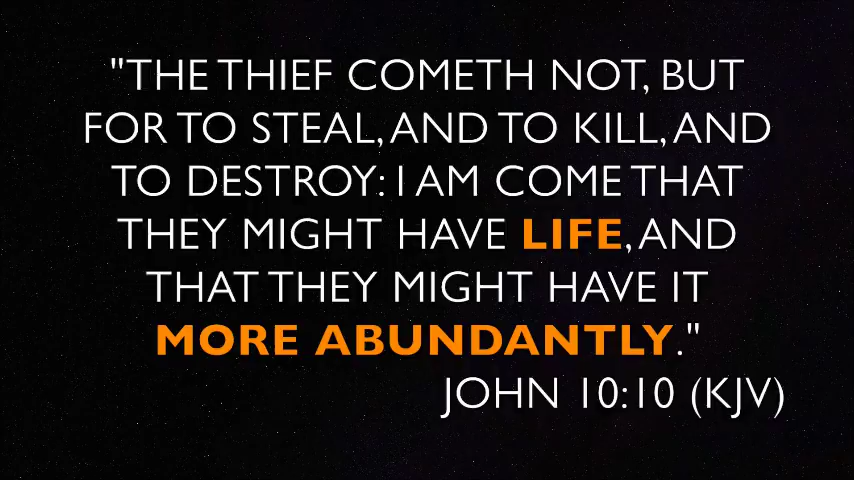 "THE THIEF COMETH NOT, BUT
FOR TO STEAL, AND TO KILL, AND
TO DESTROY: I AM COME THAT
THEY MIGHT HAVE LIFE, AND
THAT THEY MIGHT HAVE IT
MORE ABUNDANTLY."
JOHN 10:10 (KJV)